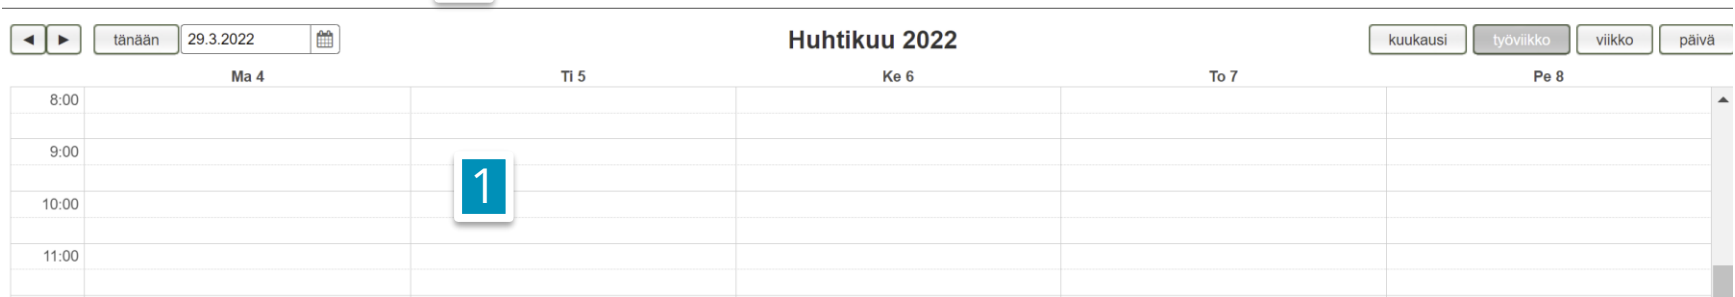 tänään 29.3.2022 Huhtikuu 2022 kuukausi työviikko viikko päivä
Ma 4 Ti 5 Ke 6 To 7 Pe 8
8:00
9:00
1
10:00
11:00